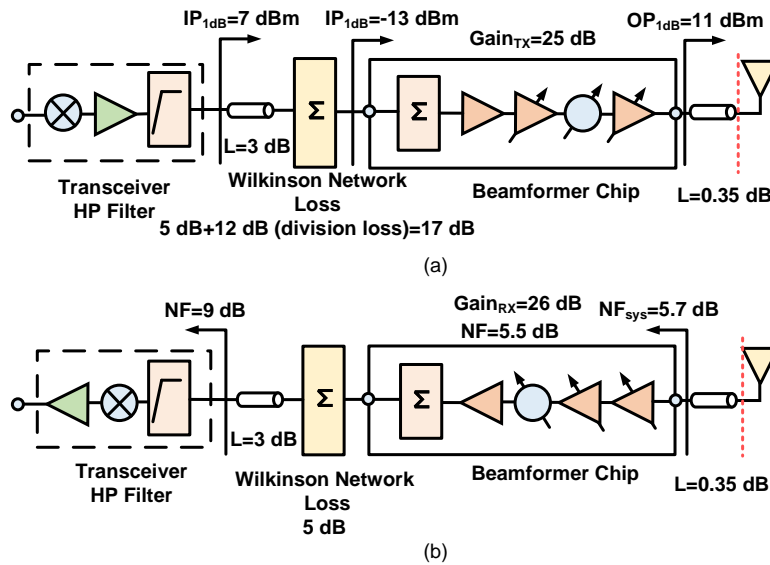 IP1dB=7 dBm
IP1dB=-13 dBm
OP1dB=11 dBm
GainTX=25 dB
Σ
Σ
L=3 dB
Transceiver
HP Filter
Wilkinson Network
Loss
5 dB+12 dB (division loss)=17 dB
Beamformer Chip
L=0.35 dB
(a)
NF=9 dB
GainRX=26 dB
NF=5.5 dB
NFsys=5.7 dB
Σ
Σ
L=3 dB
Transceiver
HP Filter
Wilkinson Network
Loss
5 dB
Beamformer Chip
L=0.35 dB
(b)